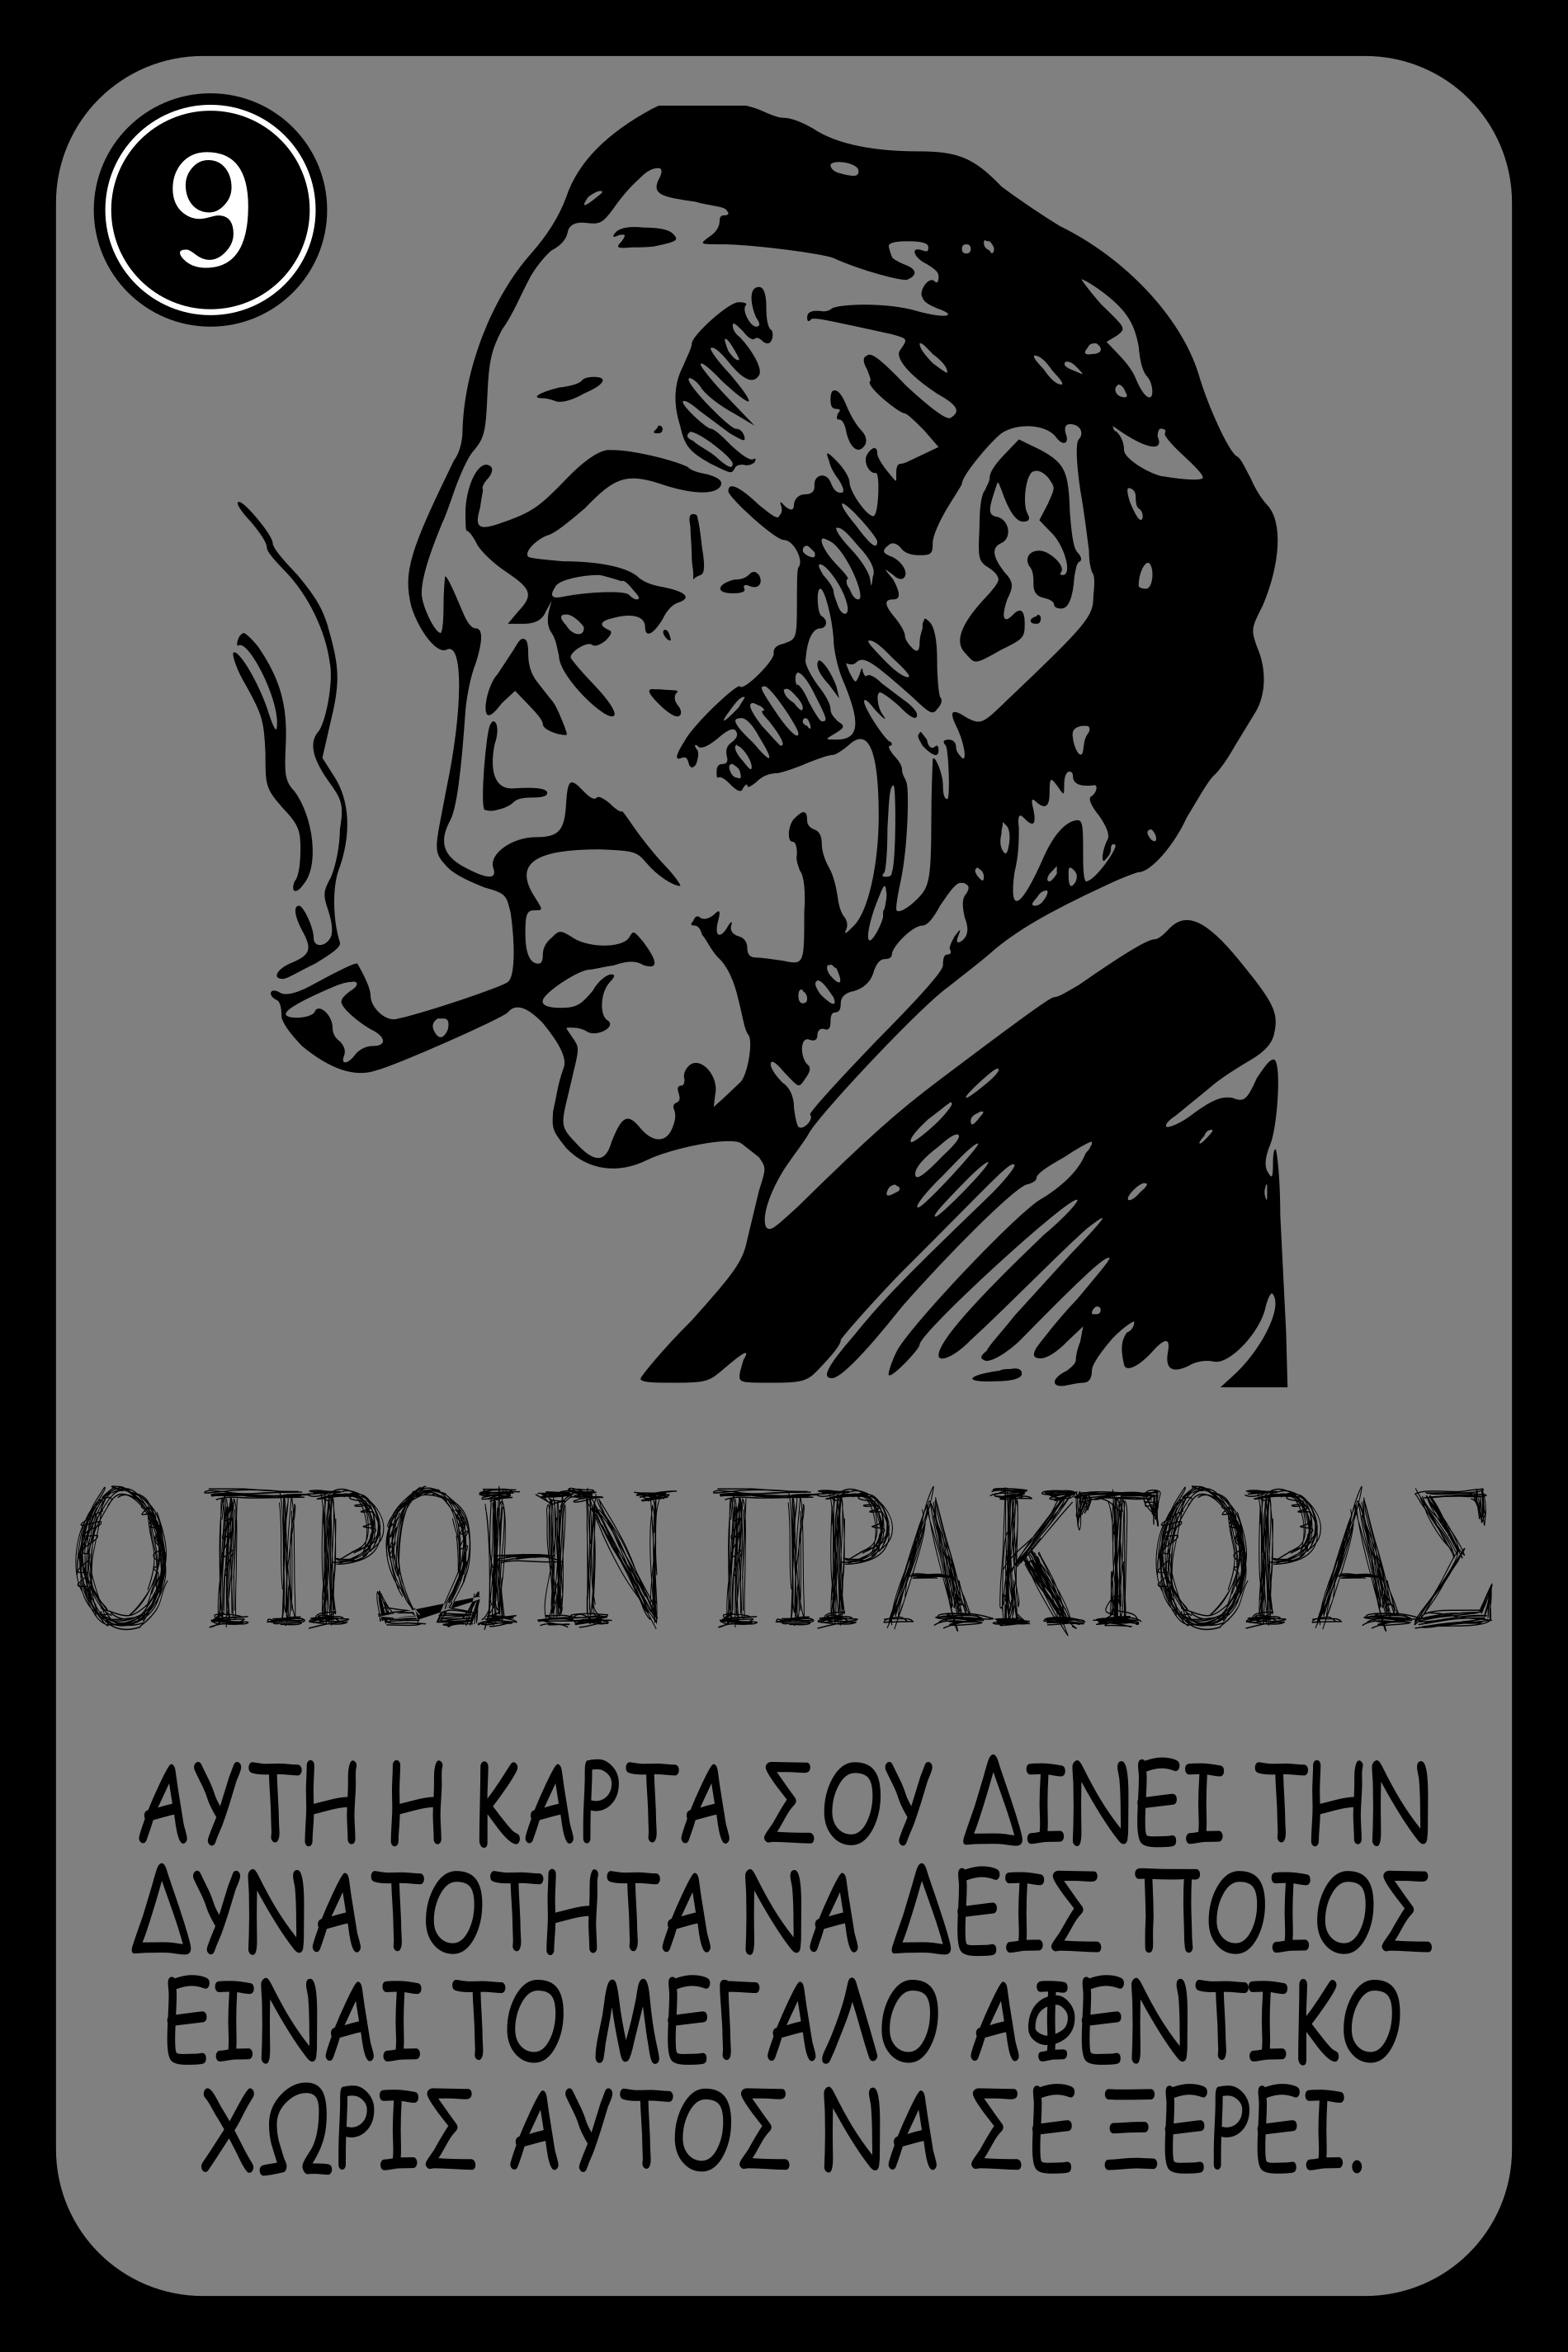 9
Ο ΠΡΩΗΝ ΠΡΑΚΤΟΡΑΣ
ΑΥΤΗ Η ΚΑΡΤΑ ΣΟΥ ΔΙΝΕΙ ΤΗΝ
ΔΥΝΑΤΟΤΗΤΑ ΝΑ ΔΕΙΣ ΠΟΙΟΣ
ΕΙΝΑΙ ΤΟ ΜΕΓΑΛΟ ΑΦΕΝΤΙΚΟ
ΧΩΡΙΣ ΑΥΤΟΣ ΝΑ ΣΕ ΞΕΡΕΙ.